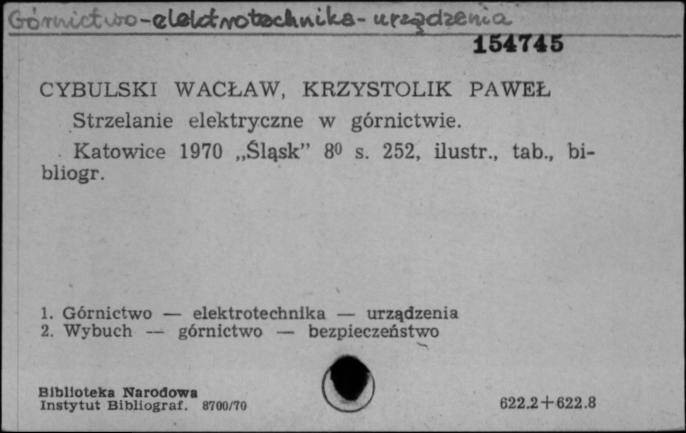 Górnictwo-elektrotechnika-urządzenia
154745
CYBULSKI WACŁAW, KRZYSTOLIK PAWEŁ
Strzelanie elektryczne w górnictwie.
Katowice 1970 „Śląsk” 8⁰ s. 252, ilustr., tab., bi-
bliogr.
1. Górnictwo — elektrotechnika — urządzenia
2. Wybuch — górnictwo — bezpieczeństwo
Biblioteka Narodowa
Instytut Bibliograf. 8700/70
622.2+622.8